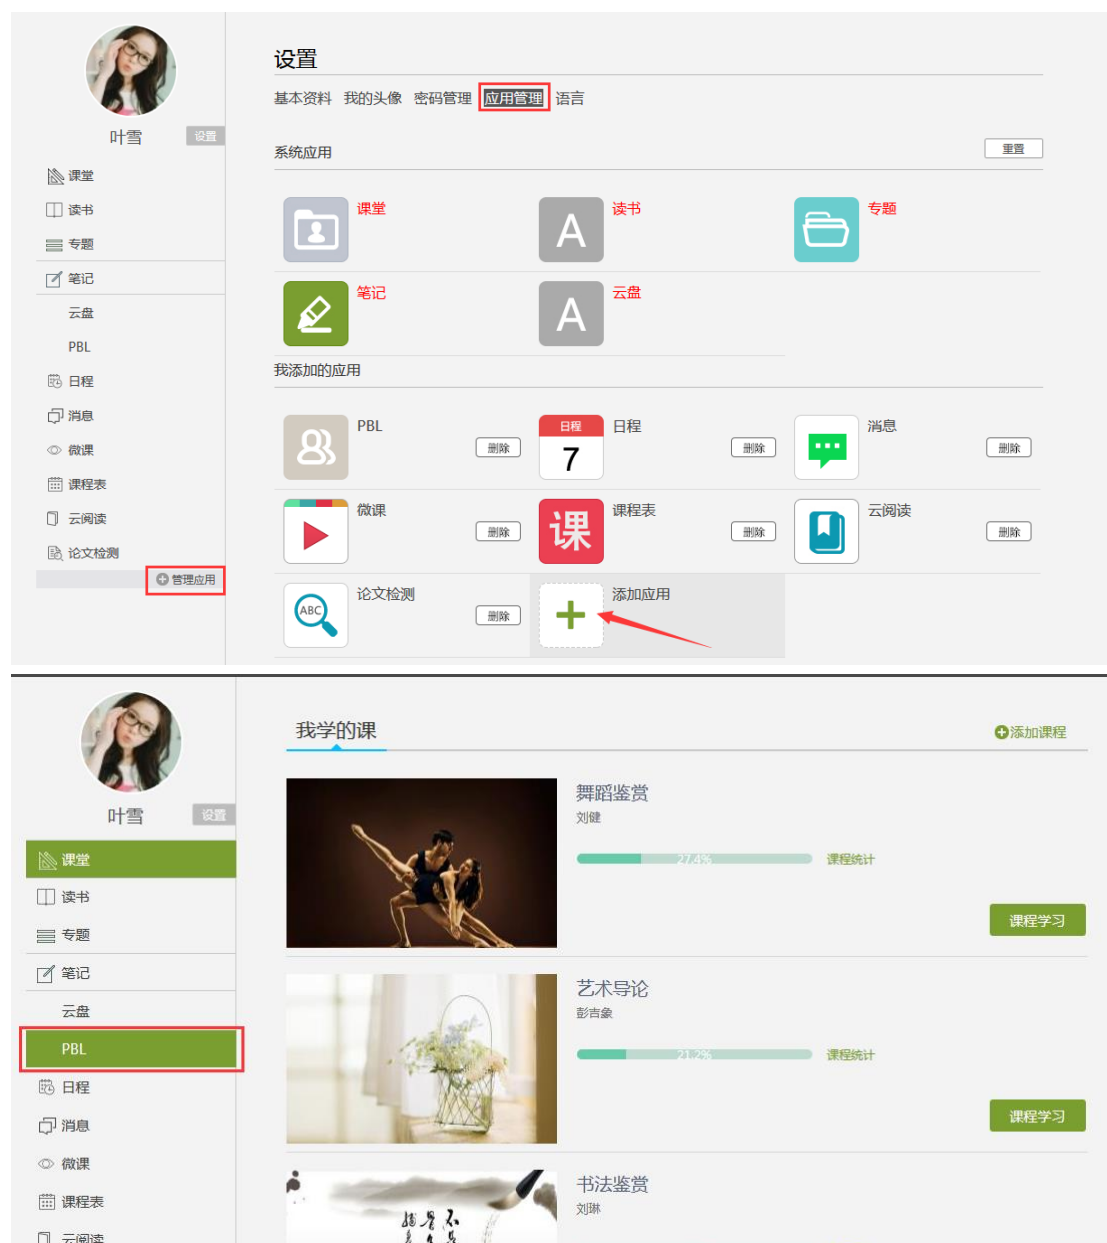 叶雪
设置
课堂
读书
专题
笔记
云盘
PBL
日程
消息
微课
课程表
云阅读
论文检测
管理应用
设置
基本资料 我的头像 密码管理 应用管理 语言
系统应用
重置
课堂
A
读书
专题
笔记
A
云盘
我添加的应用
PBL
删除
日程
7
日程
删除
消息
删除
微课
删除
课
课程表
删除
云阅读
删除
ABC
论文检测
删除
添加应用
叶雪
设置
课堂
读书
专题
笔记
云盘
PBL
日程
消息
微课
课程表
云阅读
我学的课
添加课程
舞蹈鉴赏
刘健
27.4%
课程统计
课程学习
艺术导论
彭吉象
21.2%
课程统计
课程学习
书法鉴赏
刘琳